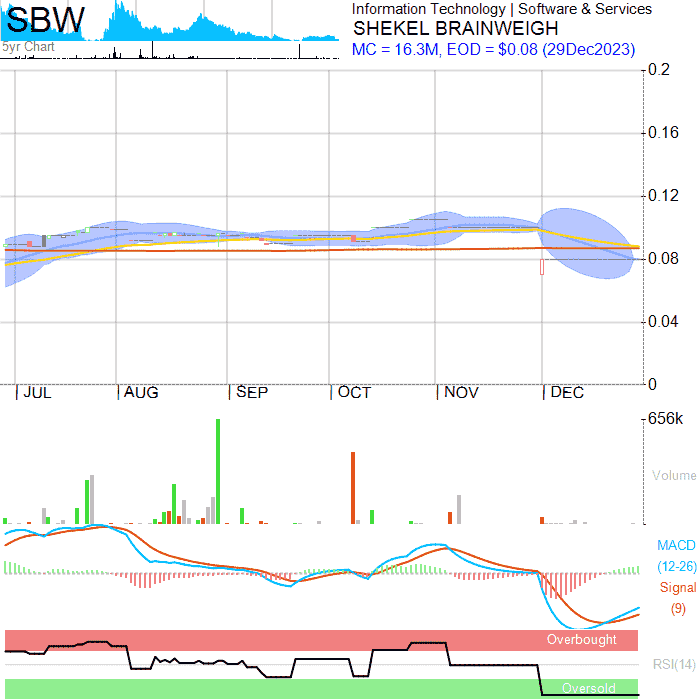 SBW
5yr Chart
Information Technology | Software & Services
SHEKEL BRAINWEIGH
MC = 16.3M, EOD = $0.08 (29Dec2023)
0.2
0.16
0.12
0.08
0.04
0
JUL AUG SEP OCT NOV DEC
656k
Volume
MACD
(12-26)
Signal
(9)
Overbought
RSI(14)
Oversold